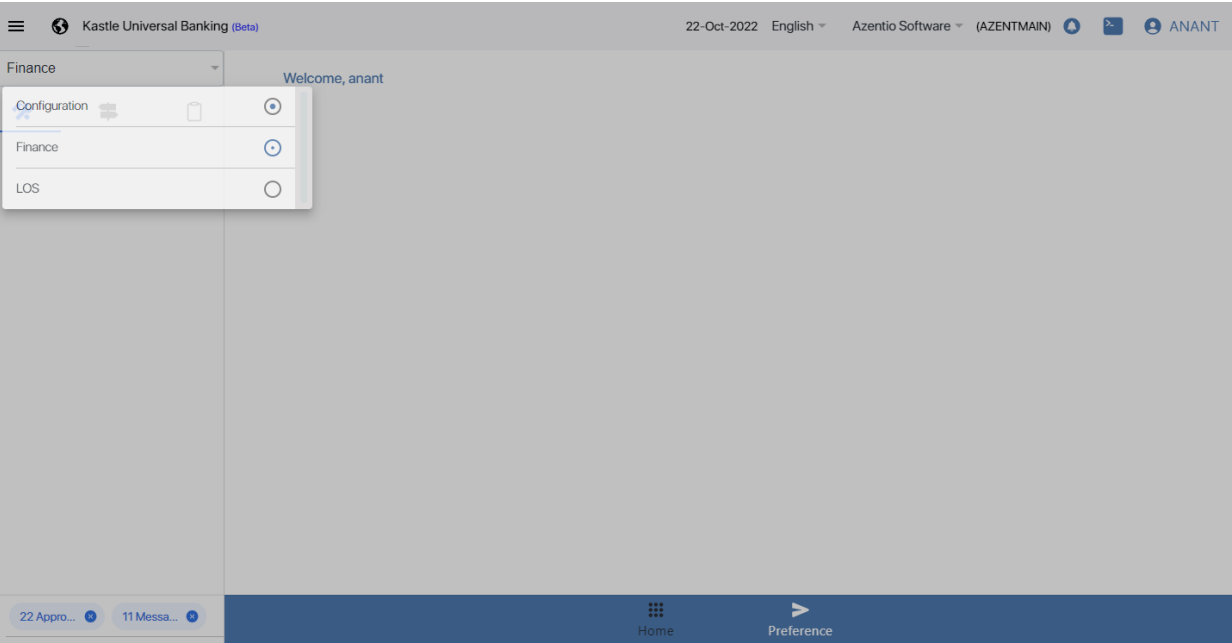 Kastle Universal Banking (Beta) 22-Oct-2022 English Azentio Software (AZENTMAIN) ANANT
Finance
Welcome, anant
Configuration
Finance
LOS
22 Appro... 11 Messa...
Home Preference